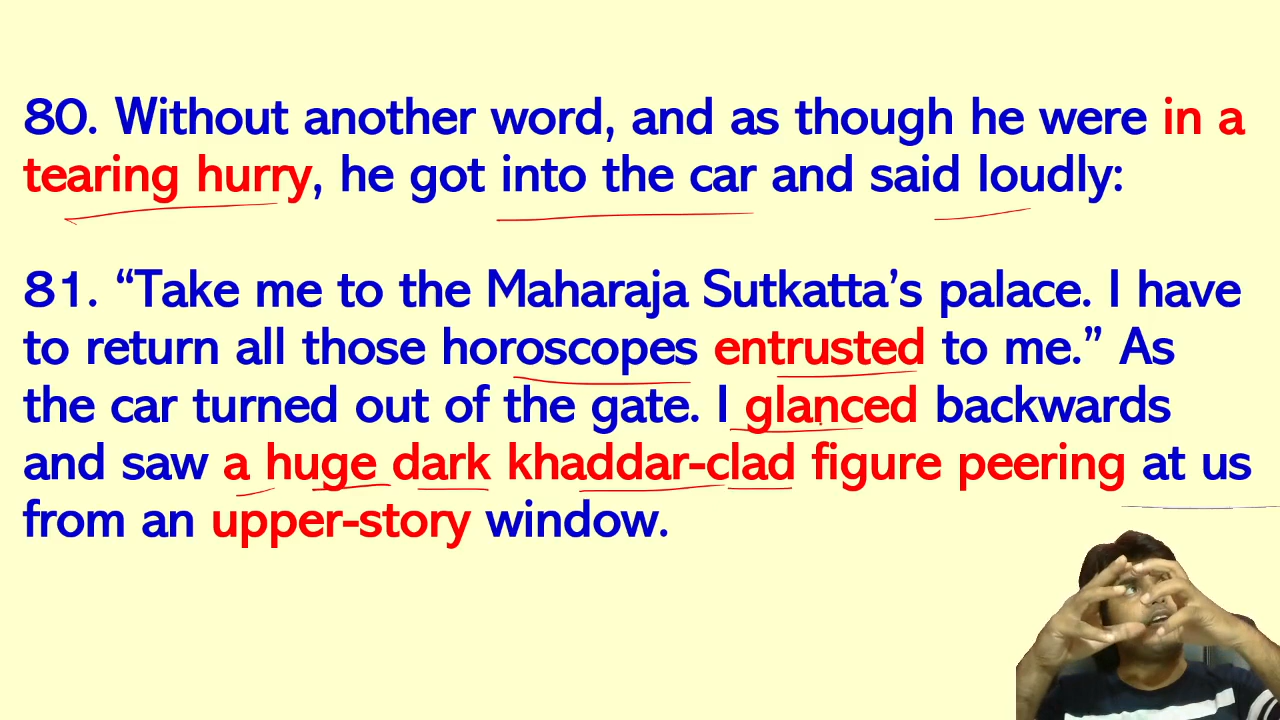 80. Without another word, and as though he were in a
tearing hurry, he got into the car and said loudly:
81. “Take me to the Maharaja Sutkatta’s palace. I have
to return all those horoscopes entrusted to me.” As
the car turned out of the gate. I glanced backwards
and saw a huge dark khaddar-clad figure peering at us
from an upper-story window.